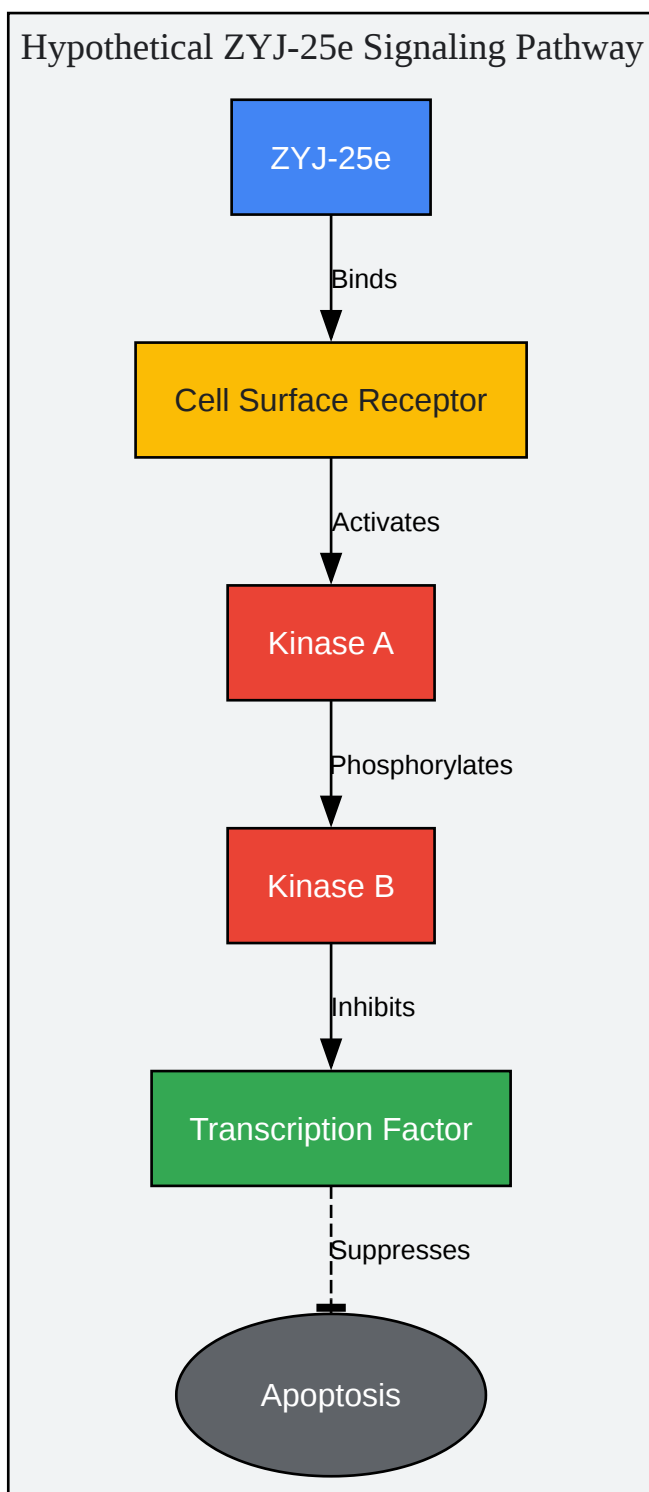 Hypothetical ZYJ-25e Signaling Pathway
ZYJ-25e
Binds
Cell Surface Receptor
Activates
Kinase A
Phosphorylates
Kinase B
Inhibits
Transcription Factor
Suppresses
Apoptosis